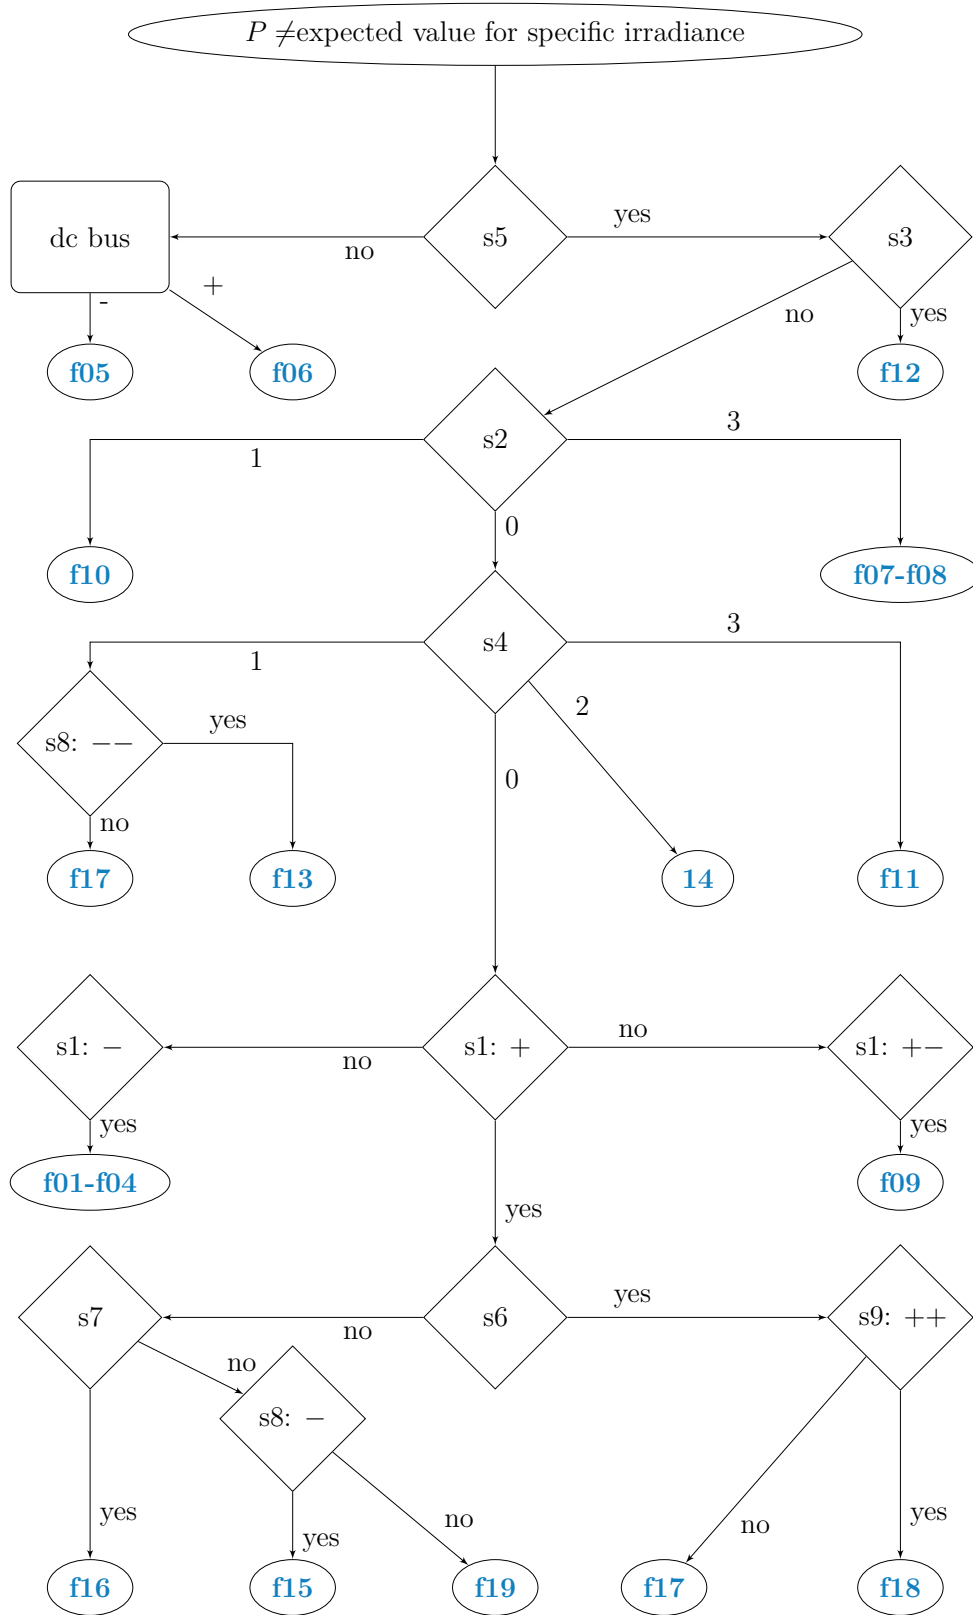 P ≠expected value for specific irradiance
dc bus
s5
s3
no
yes
-
+
no
yes
f05
f06
f12
s2
1
3
0
f10
f07-f08
s4
1
3
2
s8: −−
yes
0
no
f17
f13
14
f11
s1: −
s1: +
s1: +−
no
no
yes
yes
f01-f04
f09
yes
s7
s6
s9: ++
no
yes
no
s8: −
yes
yes
no
no
yes
f16
f15
f19
f17
f18